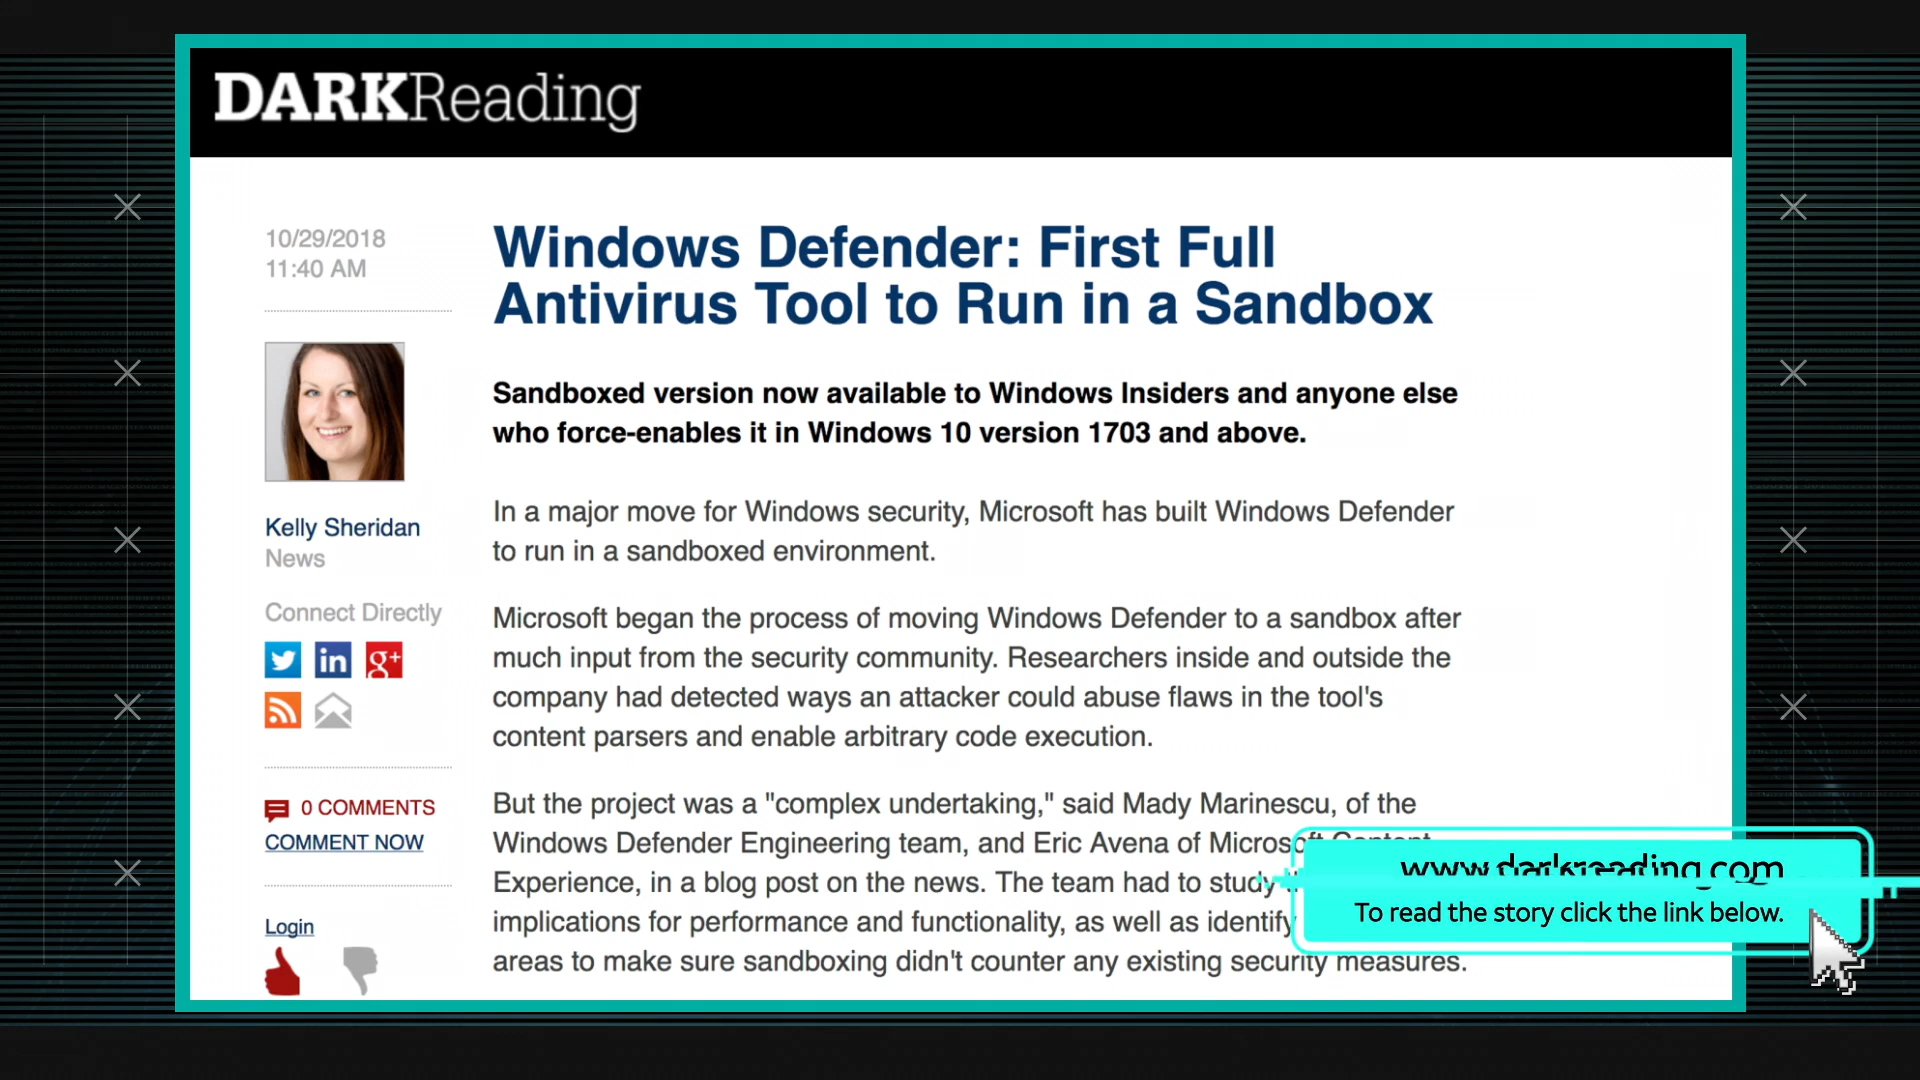 DARKReading
10/29/2018
11:40 AM
Kelly Sheridan
News
Connect Directly
in
g+
0 COMMENTS
COMMENT NOW
Login
Windows Defender: First Full
Antivirus Tool to Run in a Sandbox
Sandboxed version now available to Windows Insiders and anyone else
who force-enables it in Windows 10 version 1703 and above.
In a major move for Windows security, Microsoft has built Windows Defender
to run in a sandboxed environment.
Microsoft began the process of moving Windows Defender to a sandbox after
much input from the security community. Researchers inside and outside the
company had detected ways an attacker could abuse flaws in the tool's
content parsers and enable arbitrary code execution.
But the project was a "complex undertaking," said Mady Marinescu, of the
Windows Defender Engineering team, and Eric Avena of Microsoft Content
Experience, in a blog post on the news. The team had to study
implications for performance and functionality, as well as identify
areas to make sure sandboxing didn't counter any existing security measures.
www.darkreading.com
To read the story click the link below.